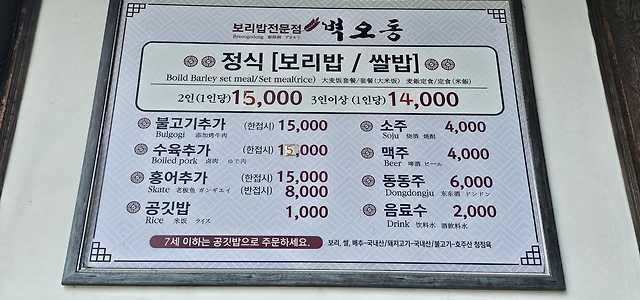 보리밥전문점 벽오동
Byeogodong
정식 [보리밥 / 쌀밥]
Boild Barley set meal/Set meal(rice) 大麦饭套餐/套餐(大米饭) 麦飯定食/定食(米飯)
2인(1인당) 15,000 3인이상 (1인당) 14,000
불고기추가 (한접시) 15,000
Bulgogi 添加烤牛肉
수육추가 (한접시) 15,000
Boiled pork 卤肉 ゆで肉
홍어추가 (한접시) 15,000
Skate 老板鱼 ガンギエイ (반접시) 8,000
공깃밥 1,000
Rice 米饭 ライス
소주 4,000
Soju 烧酒 焼酎
맥주 4,000
Beer 啤酒 ビール
동동주 6,000
Dongdongju 东东酒 ドンドン
음료수 2,000
Drink 饮料水 酒飲料水
7세 이하는 공깃밥으로 주문하세요.
보리, 쌀, 배추-국내산/돼지고기-국내산/불고기-호주산 청정육